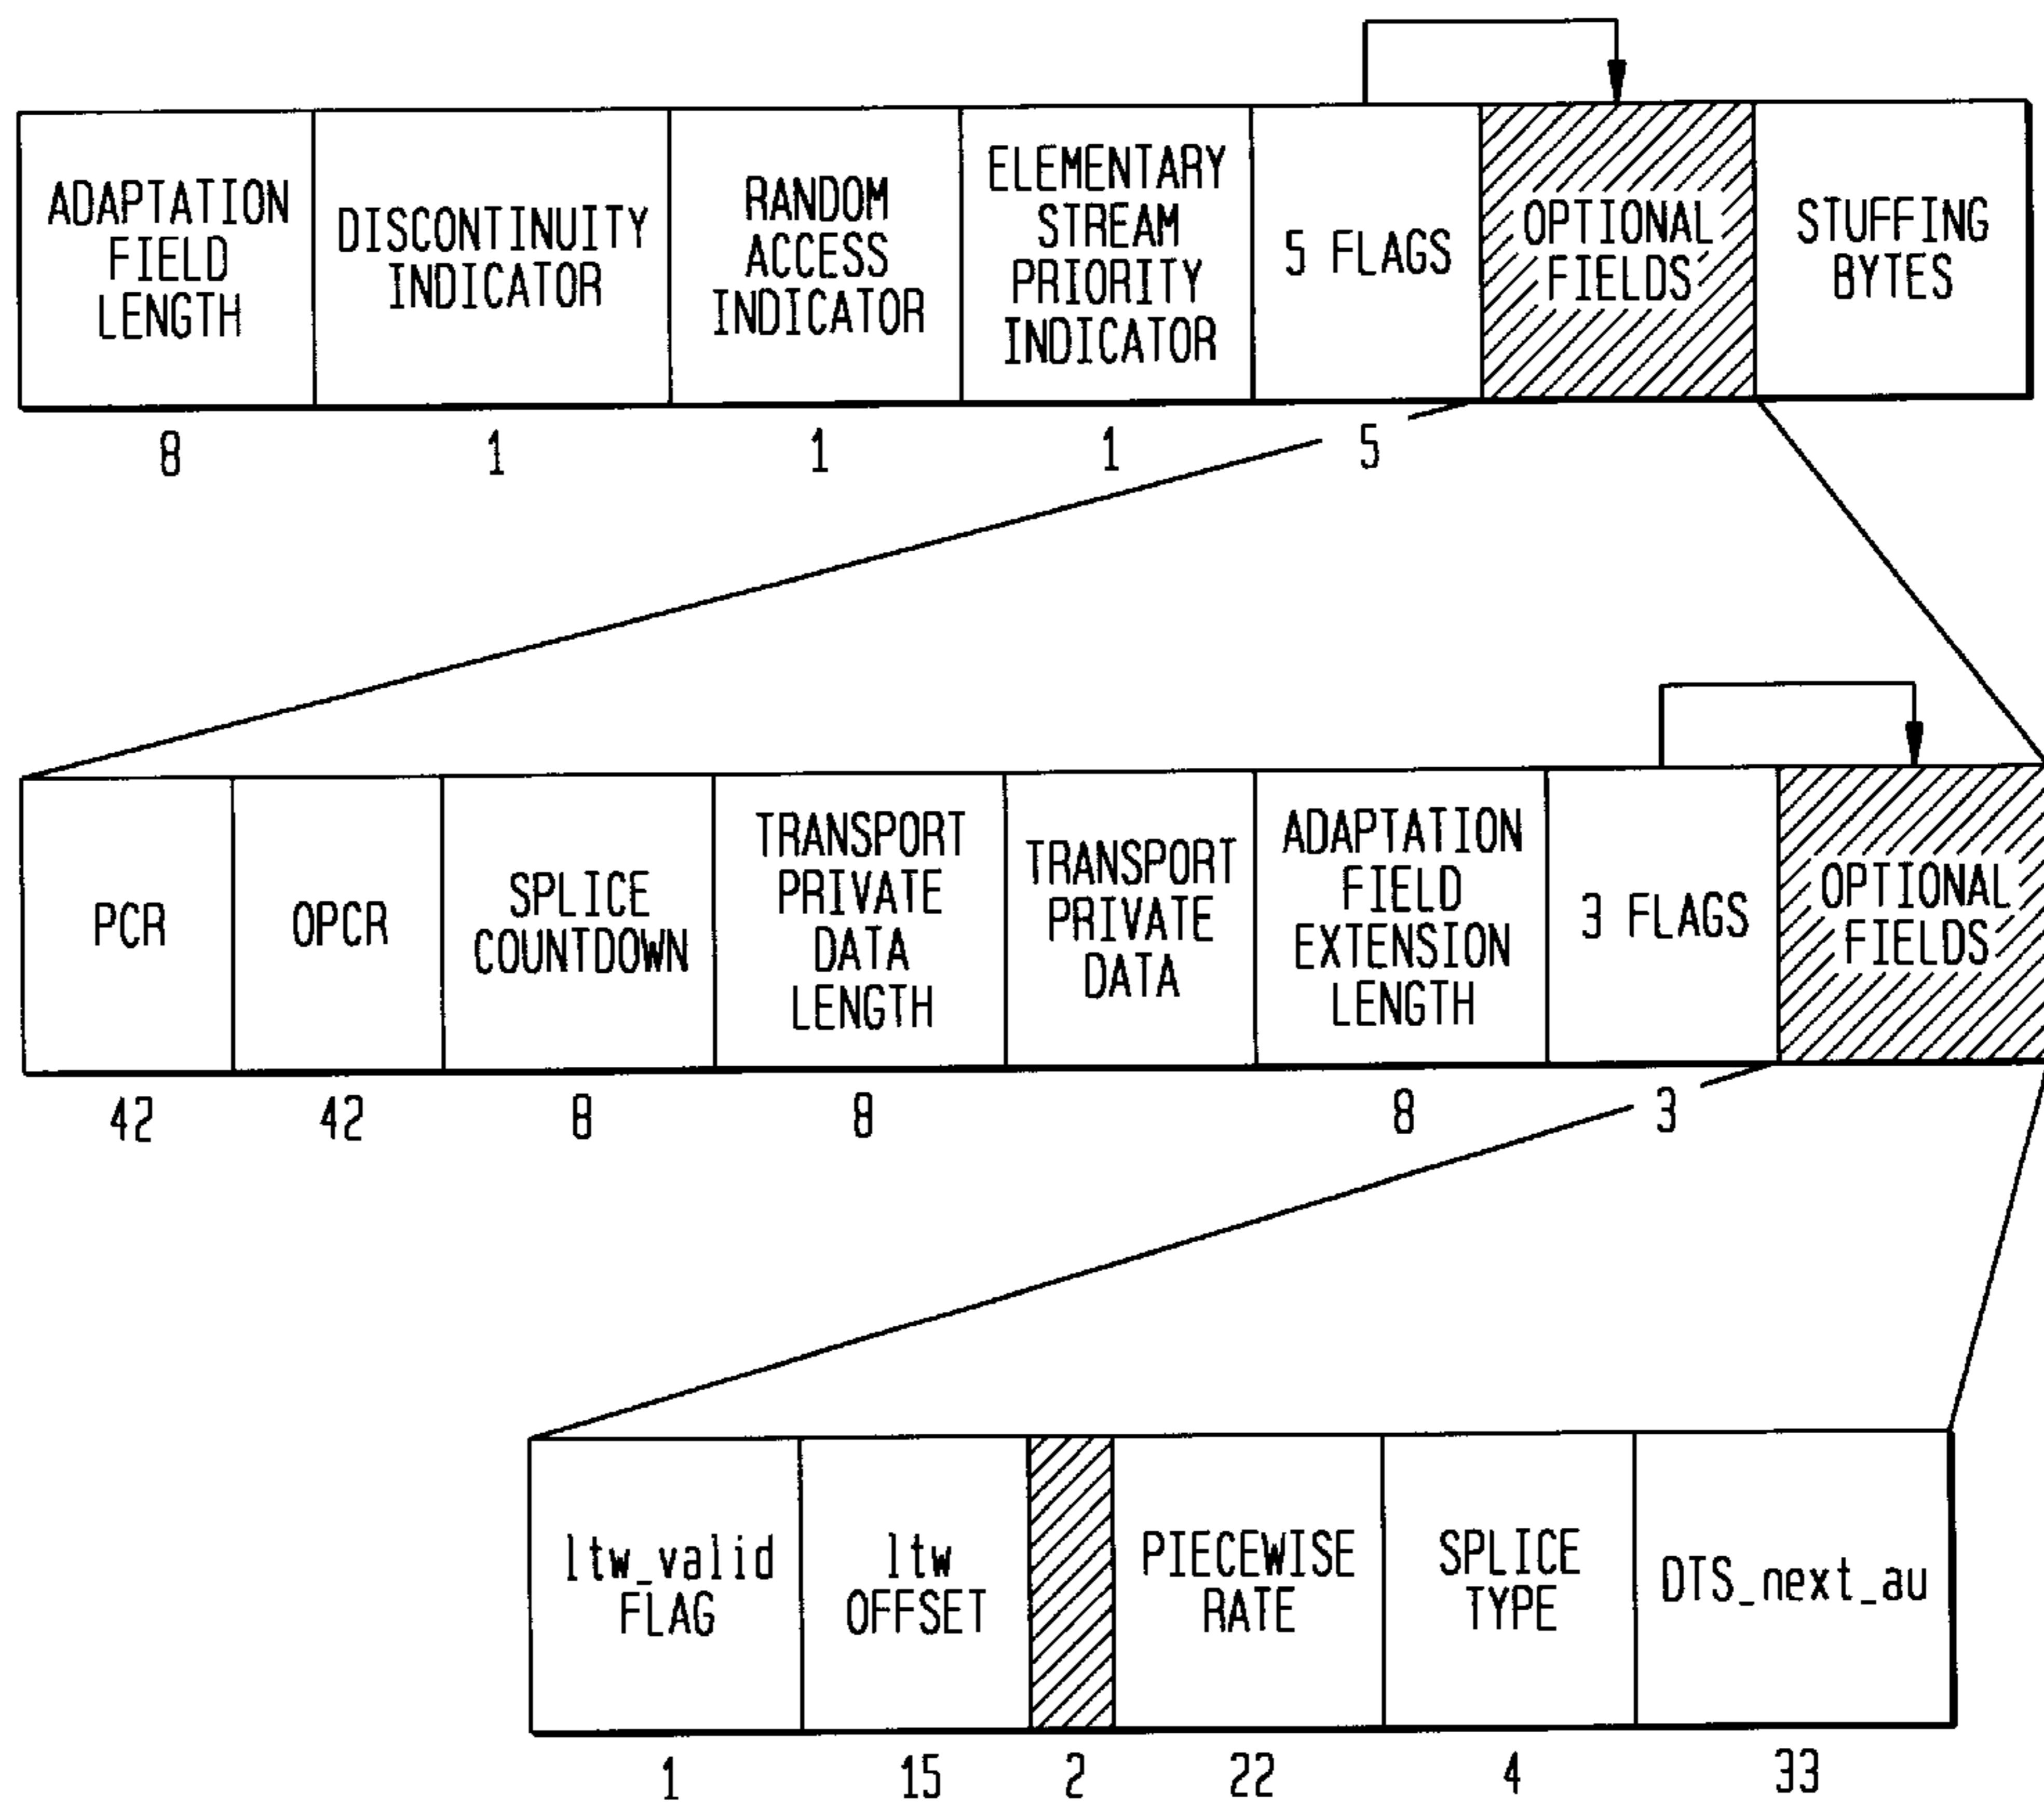 ADAPTATION
FIELD
LENGTH
DISCONTINUITY
INDICATOR
RANDOM
ACCESS
INDICATOR
ELEMENTARY
STREAM
PRIORITY
INDICATOR
5 FLAGS
OPTIONAL
FIELDS
STUFFING
BYTES
8
1
1
1
5
PCR
OPCR
SPLICE
COUNTDOWN
TRANSPORT
PRIVATE
DATA
LENGTH
TRANSPORT
PRIVATE
DATA
ADAPTATION
FIELD
EXTENSION
LENGTH
3 FLAGS
OPTIONAL
FIELDS
42
42
8
8
8
3
ltw_valid
FLAG
ltw
OFFSET
PIECEWISE
RATE
SPLICE
TYPE
DTS_next_au
1
15
2
22
4
33